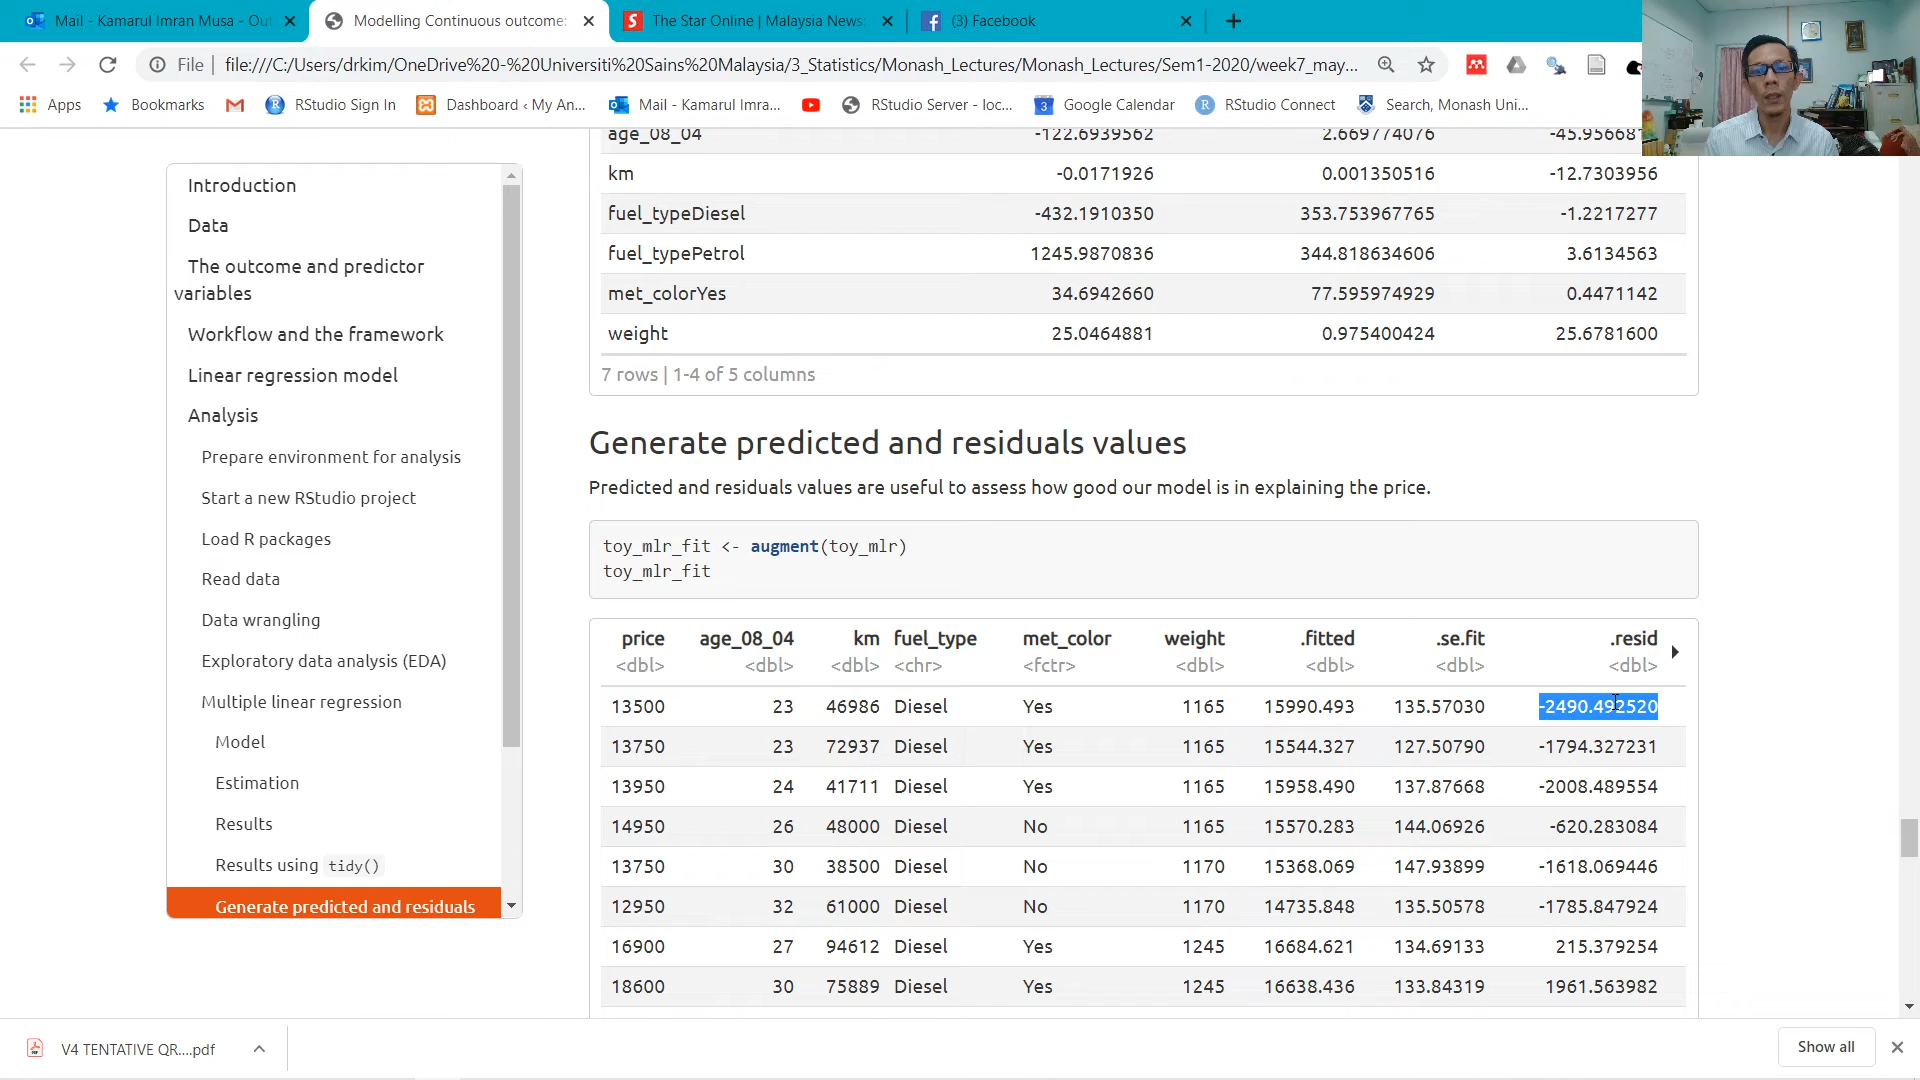 Mail - Kamarul Imran Musa - Ou
Modelling Continuous outcome:
The Star Online | Malaysia News:
(3) Facebook
File
file:///C:/Users/drkim/OneDrive%20-%20Universiti%20Sains%20Malaysia/3_Statistics/Monash_Lectures/Monash_Lectures/Sem1-2020/week7_may...
Apps
Bookmarks
RStudio Sign In
Dashboard ‹ My An...
Mail - Kamarul Imra...
RStudio Server - loc...
Google Calendar
RStudio Connect
Search, Monash Uni...
Introduction
Data
The outcome and predictor
variables
Workflow and the framework
Linear regression model
Analysis
Prepare environment for analysis
Start a new RStudio project
Load R packages
Read data
Data wrangling
Exploratory data analysis (EDA)
Multiple linear regression
Model
Estimation
Results
Results using tidy()
Generate predicted and residuals
age_08_04 -122.6939562 2.669774076 -45.95668
km -0.0171926 0.001350516 -12.7303956
fuel_typeDiesel -432.1910350 353.753967765 -1.2217277
fuel_typePetrol 1245.9870836 344.818634606 3.6134563
met_colorYes 34.6942660 77.595974929 0.4471142
weight 25.0464881 0.975400424 25.6781600
7 rows | 1-4 of 5 columns
Generate predicted and residuals values
Predicted and residuals values are useful to assess how good our model is in explaining the price.
toy_mlr_fit <- augment(toy_mlr)
toy_mlr_fit
price age_08_04 km fuel_type met_color weight .fitted .se.fit .resid
<dbl> <dbl> <dbl> <chr> <fctr> <dbl> <dbl> <dbl> <dbl>
13500 23 46986 Diesel Yes 1165 15990.493 135.57030 -2490.492520
13750 23 72937 Diesel Yes 1165 15544.327 127.50790 -1794.327231
13950 24 41711 Diesel Yes 1165 15958.490 137.87668 -2008.489554
14950 26 48000 Diesel No 1165 15570.283 144.06926 -620.283084
13750 30 38500 Diesel No 1170 15368.069 147.93899 -1618.069446
12950 32 61000 Diesel No 1170 14735.848 135.50578 -1785.847924
16900 27 94612 Diesel Yes 1245 16684.621 134.69133 215.379254
18600 30 75889 Diesel Yes 1245 16638.436 133.84319 1961.563982
V4 TENTATIVE QR....pdf
Show all